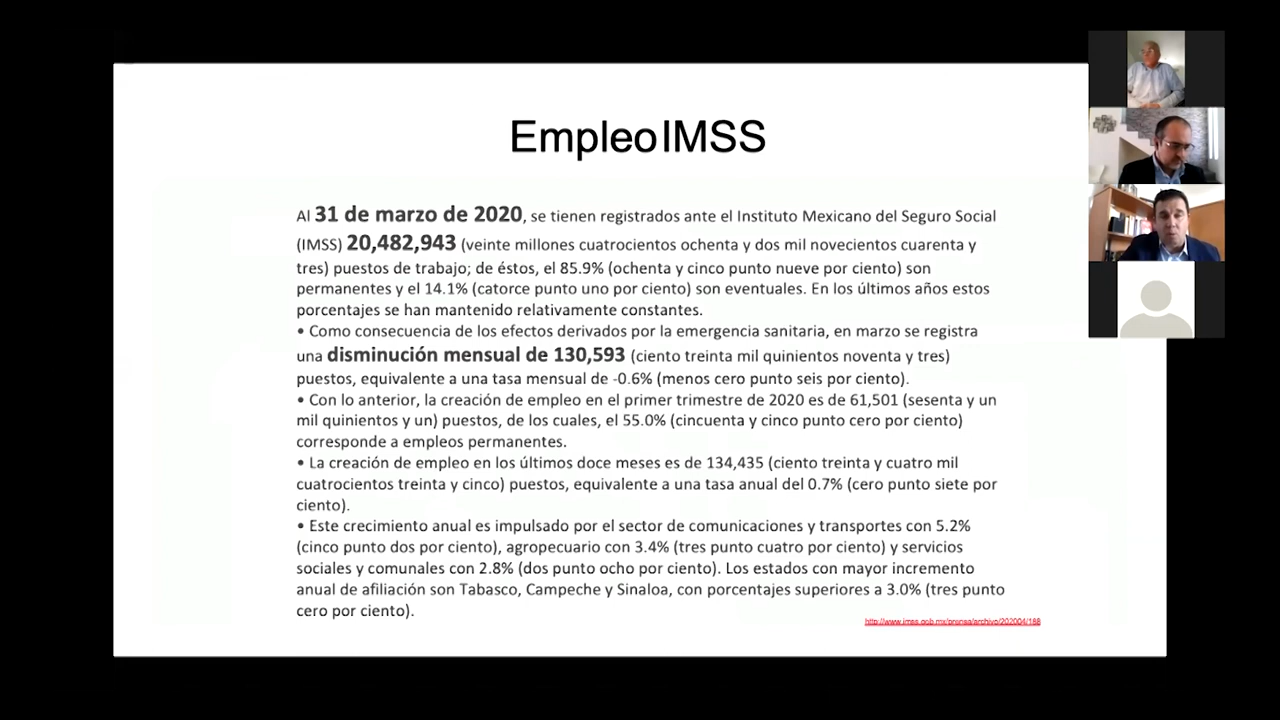 Empleo IMSS
Al 31 de marzo de 2020, se tienen registrados ante el Instituto Mexicano del Seguro Social
(IMSS) 20,482,943 (veinte millones cuatrocientos ochenta y dos mil novecientos cuarenta y
tres) puestos de trabajo; de éstos, el 85.9% (ochenta y cinco punto nueve por ciento) son
permanentes y el 14.1% (catorce punto uno por ciento) son eventuales. En los últimos años estos
porcentajes se han mantenido relativamente constantes.
• Como consecuencia de los efectos derivados por la emergencia sanitaria, en marzo se registra
una disminución mensual de 130,593 (ciento treinta mil quinientos noventa y tres)
puestos, equivalente a una tasa mensual de -0.6% (menos cero punto seis por ciento).
• Con lo anterior, la creación de empleo en el primer trimestre de 2020 es de 61,501 (sesenta y un
mil quinientos y un) puestos, de los cuales, el 55.0% (cincuenta y cinco punto cero por ciento)
corresponde a empleos permanentes.
• La creación de empleo en los últimos doce meses es de 134,435 (ciento treinta y cuatro mil
cuatrocientos treinta y cinco) puestos, equivalente a una tasa anual del 0.7% (cero punto siete por
ciento).
• Este crecimiento anual es impulsado por el sector de comunicaciones y transportes con 5.2%
(cinco punto dos por ciento), agropecuario con 3.4% (tres punto cuatro por ciento) y servicios
sociales y comunales con 2.8% (dos punto ocho por ciento). Los estados con mayor incremento
anual de afiliación son Tabasco, Campeche y Sinaloa, con porcentajes superiores a 3.0% (tres punto
cero por ciento).
http://www.imss.gob.mx/prensa/archivo/202004/188